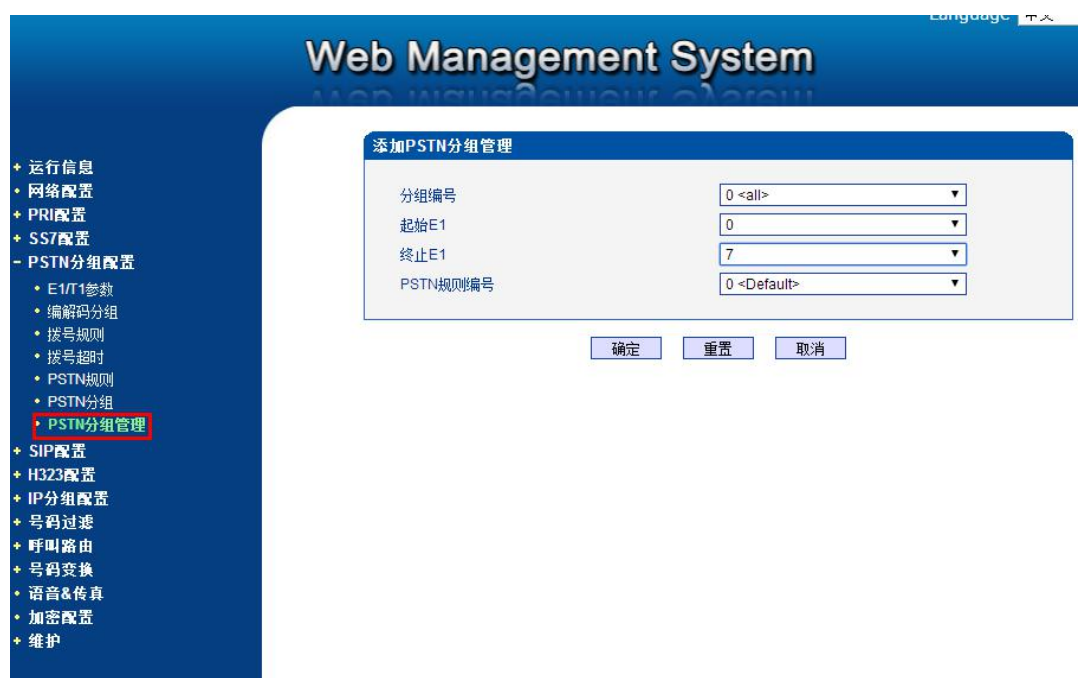 Language 中文
Web Management System
+ 运行信息
• 网络配置
+ PRI配置
+ SS7配置
- PSTN分组配置
• E1/T1参数
• 编解码分组
• 拨号规则
• 拨号超时
• PSTN规则
• PSTN分组
• PSTN分组管理
+ SIP配置
+ H323配置
+ IP分组配置
+ 号码过滤
+ 呼叫路由
+ 号码变换
• 语音&传真
• 加密配置
+ 维护
添加PSTN分组管理
分组编号 0 <all>
起始E1 0
终止E1 7
PSTN规则编号 0 <Default>
确定 重置 取消